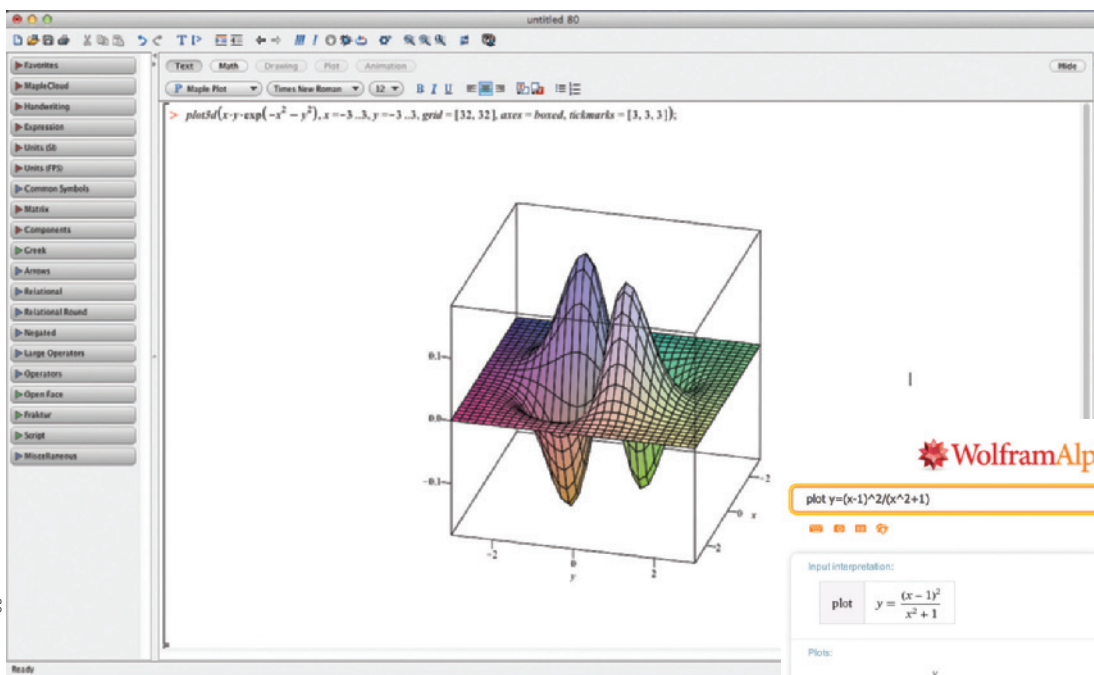 untitled 80
Favorites
MapleCloud
Handwriting
Expression
Units (SI)
Units (FPS)
Common Symbols
Matrix
Components
Greek
Arrows
Relational
Relational Round
Negated
Large Operators
Operators
Open Face
Fraktur
Script
Miscellaneous
Text Math Drawing Plot Animation Hide
P Maple Plot Times New Roman 12 B I U
> plot3d(x·y·exp(−x² − y²), x = −3 ..3, y = −3 ..3, grid = [32, 32], axes = boxed, tickmarks = [3, 3, 3]);
0.1
0.0
−0.1
−2
0
2
y
−2
0
x
2
Ready
WolframAlp
plot y=(x-1)^2/(x^2+1)
Input interpretation:
plot y = (x − 1)² / x² + 1
Plots:
y